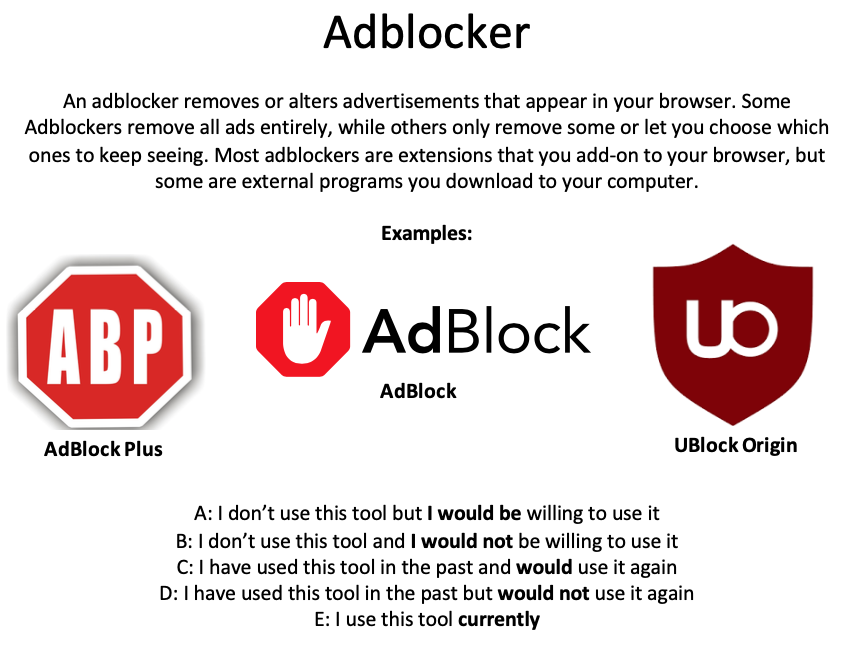 Adblocker
An adblocker removes or alters advertisements that appear in your browser. Some
Adblockers remove all ads entirely, while others only remove some or let you choose which
ones to keep seeing. Most adblockers are extensions that you add-on to your browser, but
some are external programs you download to your computer.
Examples:
ABP
AdBlock
UO
AdBlock Plus
AdBlock
UBlock Origin
A: I don’t use this tool but I would be willing to use it
B: I don’t use this tool and I would not be willing to use it
C: I have used this tool in the past and would use it again
D: I have used this tool in the past but would not use it again
E: I use this tool currently